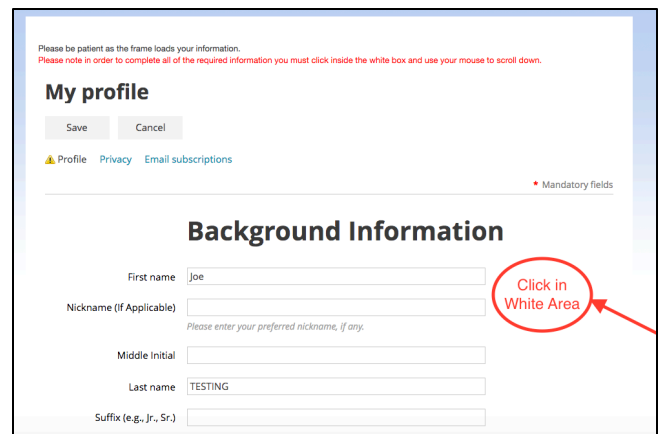 Please be patient as the frame loads your information.
Please note in order to complete all of the required information you must click inside the white box and use your mouse to scroll down.
My profile
Save Cancel
Profile Privacy Email subscriptions
* Mandatory fields
Background Information
First name Joe
Click in
White Area
Nickname (If Applicable)
Please enter your preferred nickname, if any.
Middle Initial
Last name TESTING
Suffix (e.g., Jr., Sr.)